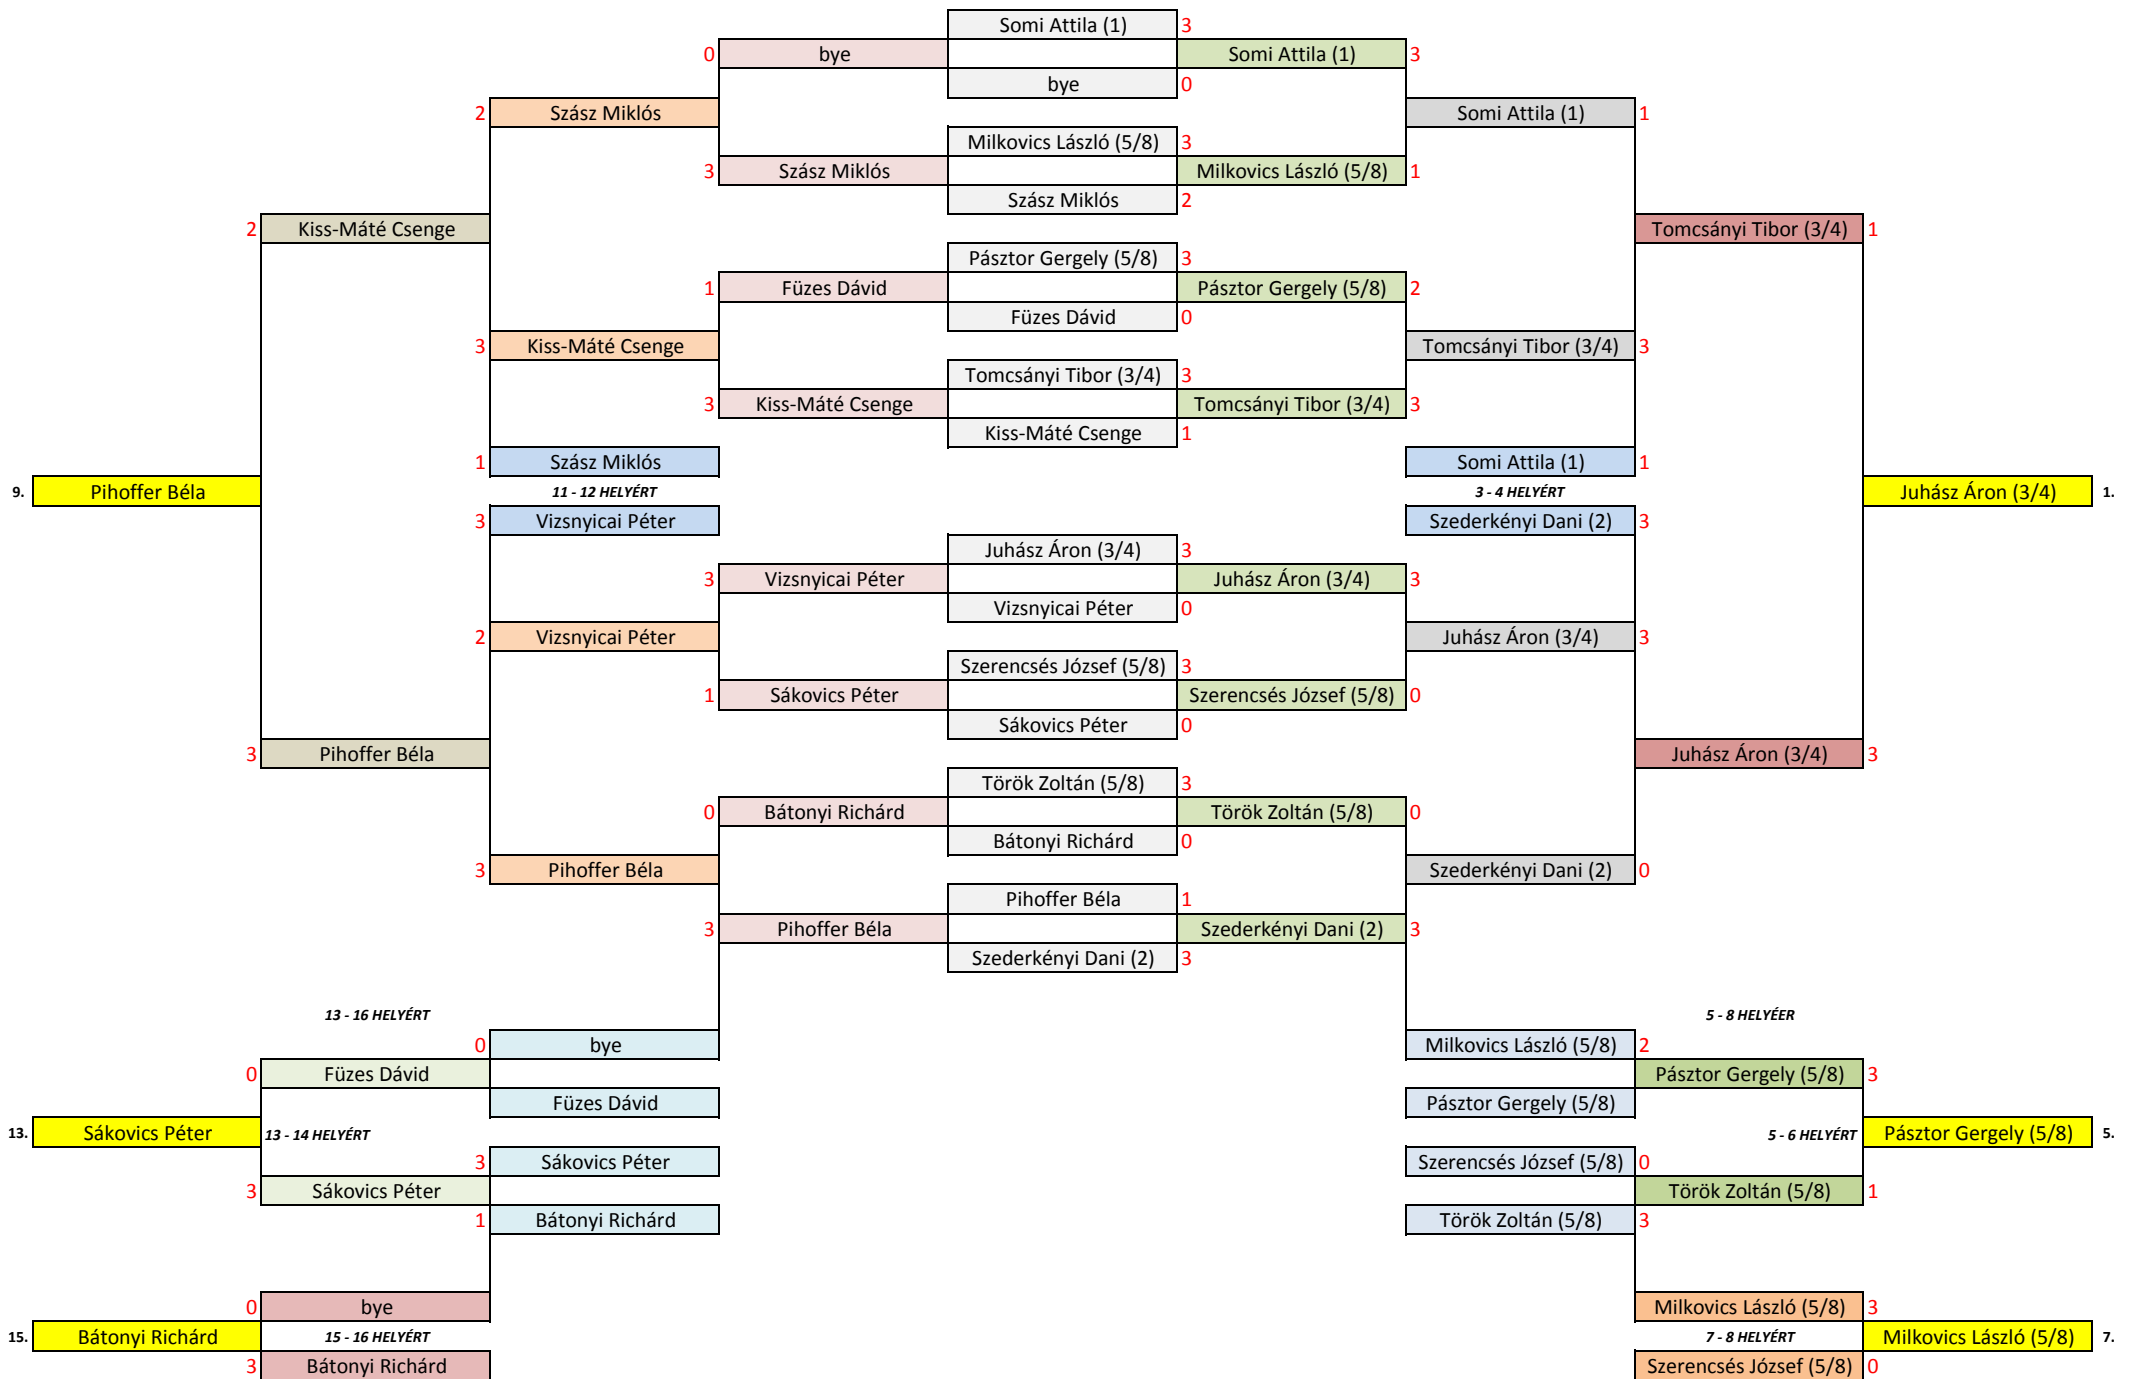 Somi Attila (1) 3
0 bye Somi Attila (1) 3
bye 0
2 Szász Miklós Somi Attila (1) 1
Milkovics László (5/8) 3
3 Szász Miklós Milkovics László (5/8) 1
Szász Miklós 2
2 Kiss-Máté Csenge Tomcsányi Tibor (3/4) 1
Pásztor Gergely (5/8) 3
1 Füzes Dávid Pásztor Gergely (5/8) 2
Füzes Dávid 0
3 Kiss-Máté Csenge Tomcsányi Tibor (3/4) 3
Tomcsányi Tibor (3/4) 3
3 Kiss-Máté Csenge Tomcsányi Tibor (3/4) 3
Kiss-Máté Csenge 1
1 Szász Miklós Somi Attila (1) 1
9. Pihoffer Béla 11 - 12 HELYÉRT 3 - 4 HELYÉRT Juhász Áron (3/4) 1.
3 Vizsnyicai Péter Szederkényi Dani (2) 3
Juhász Áron (3/4) 3
3 Vizsnyicai Péter Juhász Áron (3/4) 3
Vizsnyicai Péter 0
2 Vizsnyicai Péter Juhász Áron (3/4) 3
Szerencsés József (5/8) 3
1 Sákovics Péter Szerencsés József (5/8) 0
Sákovics Péter 0
3 Pihoffer Béla Juhász Áron (3/4) 3
Török Zoltán (5/8) 3
0 Bátonyi Richárd Török Zoltán (5/8) 0
Bátonyi Richárd 0
3 Pihoffer Béla Szederkényi Dani (2) 0
Pihoffer Béla 1
3 Pihoffer Béla Szederkényi Dani (2) 3
Szederkényi Dani (2) 3
13 - 16 HELYÉRT 5 - 8 HELYÉER
0 bye Milkovics László (5/8) 2
0 Füzes Dávid Pásztor Gergely (5/8) 3
Füzes Dávid Pásztor Gergely (5/8)
13. Sákovics Péter 13 - 14 HELYÉRT 5 - 6 HELYÉRT Pásztor Gergely (5/8) 5.
3 Sákovics Péter Szerencsés József (5/8) 0
3 Sákovics Péter Török Zoltán (5/8) 1
1 Bátonyi Richárd Török Zoltán (5/8) 3
0 bye Milkovics László (5/8) 3
15. Bátonyi Richárd 15 - 16 HELYÉRT 7 - 8 HELYÉRT Milkovics László (5/8) 7.
3 Bátonyi Richárd Szerencsés József (5/8) 0